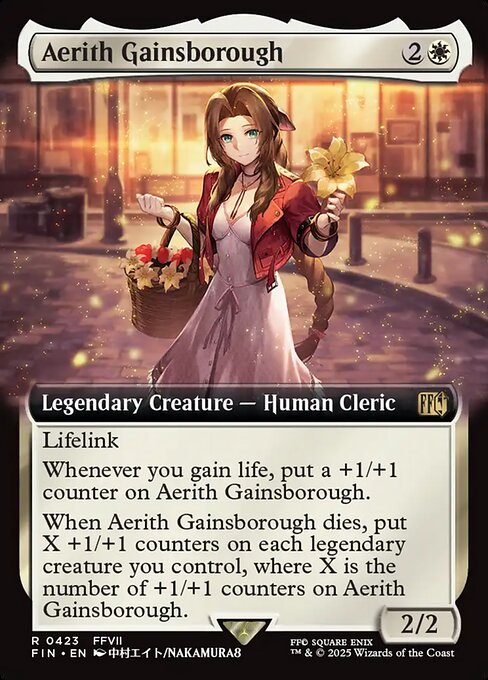 Aerith Gainsborough 2
Legendary Creature — Human Cleric
Lifelink
Whenever you gain life, put a +1/+1
counter on Aerith Gainsborough.
When Aerith Gainsborough dies, put
X +1/+1 counters on each legendary
creature you control, where X is the
number of +1/+1 counters on Aerith
Gainsborough.
2/2
R 0423 FFVII
FIN • EN 中村エイト/NAKAMURA8
FF© SQUARE ENIX
™ & © 2025 Wizards of the Coast